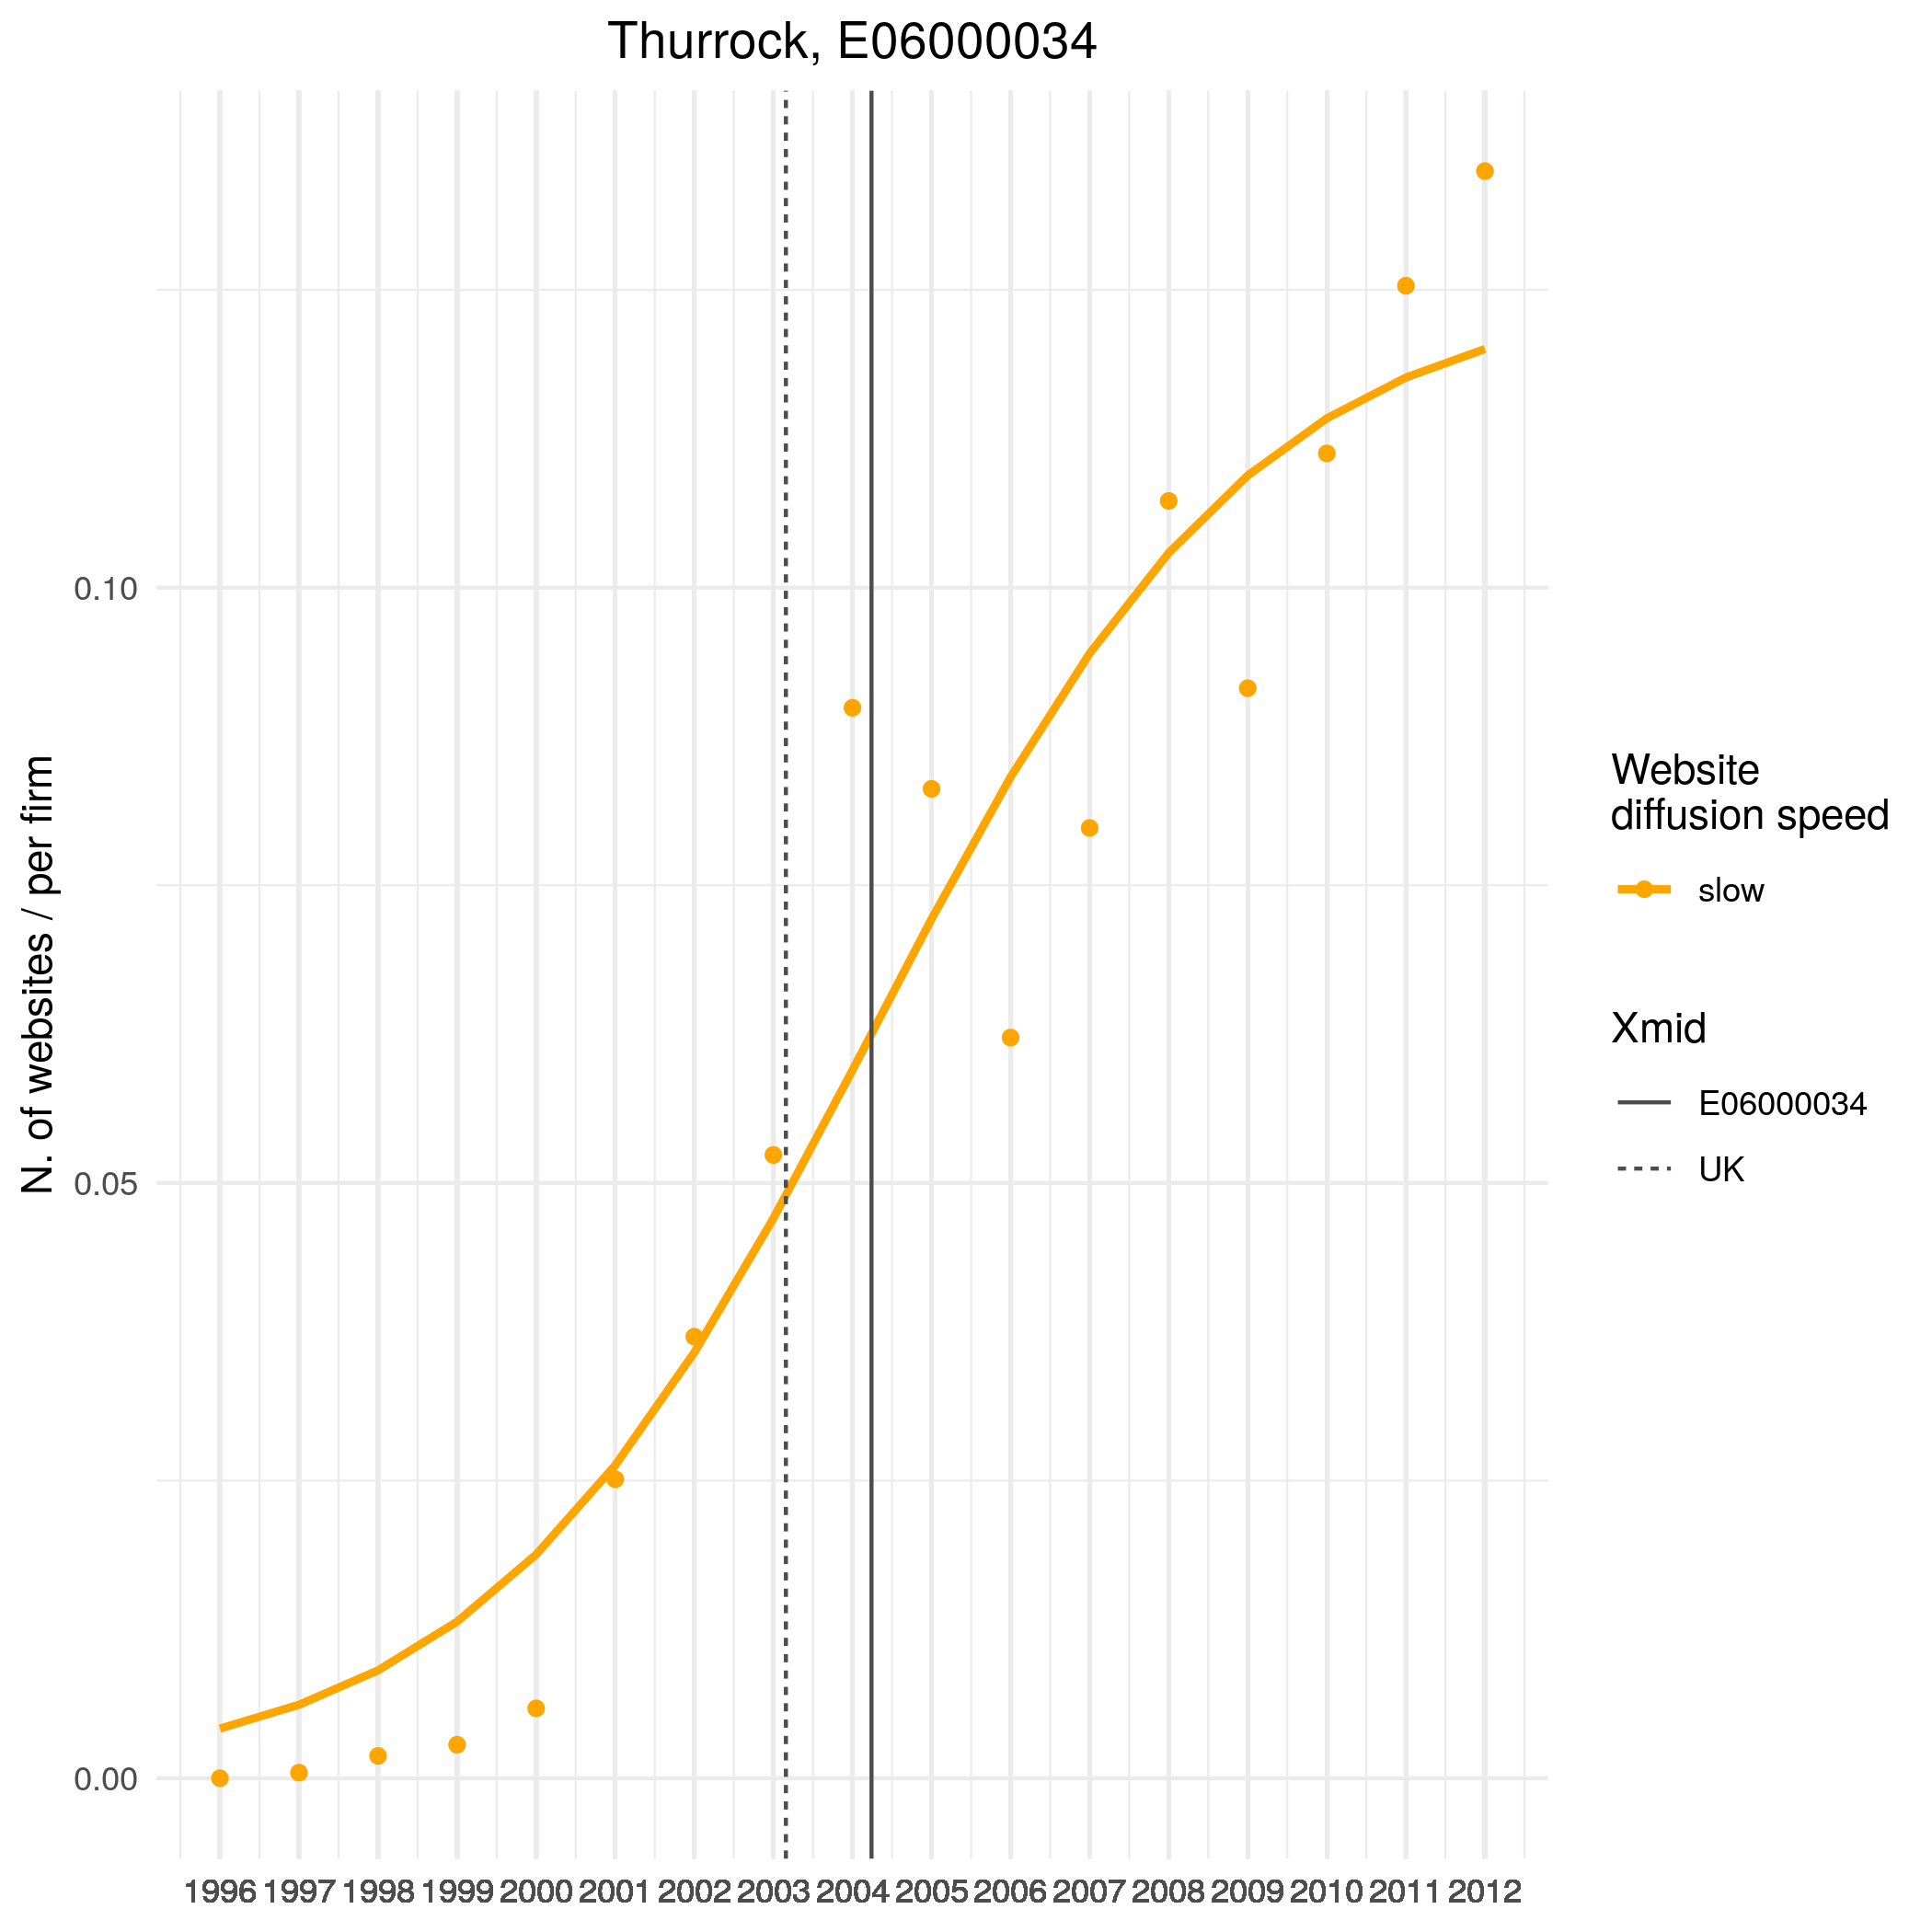 Thurrock, E06000034
N. of websites / per firm
0.10
0.05
0.00
1996 1997 1998 1999 2000 2001 2002 2003 2004 2005 2006 2007 2008 2009 2010 2011 2012
Website
diffusion speed
slow
Xmid
E06000034
UK